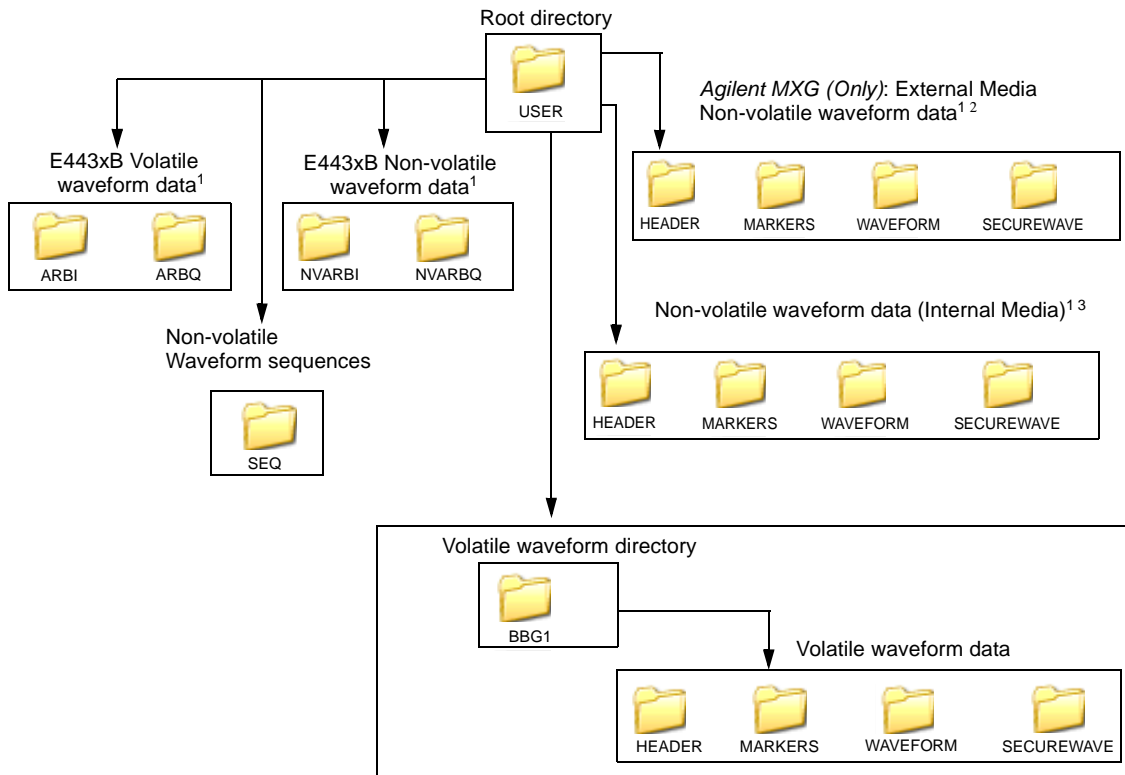 Root directory
USER
Agilent MXG (Only): External Media
Non-volatile waveform data1 2
HEADER MARKERS WAVEFORM SECUREWAVE
E443xB Volatile
waveform data1
ARBI ARBQ
E443xB Non-volatile
waveform data1
NVARBI NVARBQ
Non-volatile
Waveform sequences
SEQ
Non-volatile waveform data (Internal Media)1 3
HEADER MARKERS WAVEFORM SECUREWAVE
Volatile waveform directory
BBG1
Volatile waveform data
HEADER MARKERS WAVEFORM SECUREWAVE